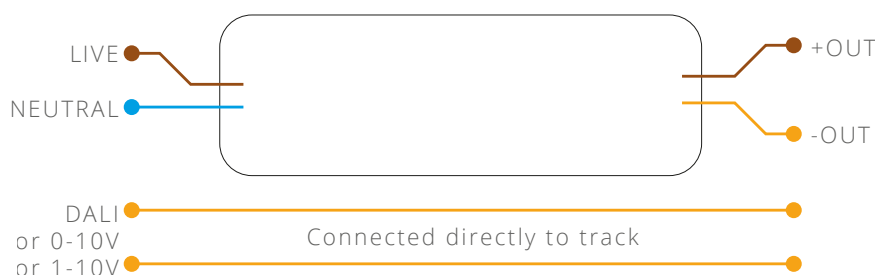 LIVE
+OUT
NEUTRAL
-OUT
DALI
or 0-10V
or 1-10V
Connected directly to track